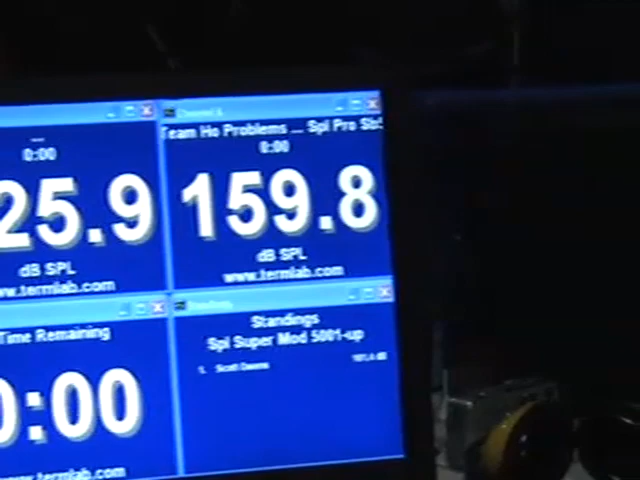 0:00
25.9
dB SPL
ww.termlab.com
Team Ho Problems ... Spl Pro Sb
0:00
159.8
dB SPL
www.termlab.com
Time Remaining
0:00
www.termlab.com
Standings
Spl Super Mod 5001-up
1. Scott Owens